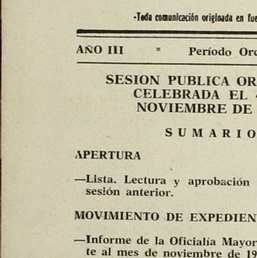 -Toda comunicación originada en fue
AÑO III * Período Ord
SESION PUBLICA OR
CELEBRADA EL
NOVIEMBRE DE
SUMARIO
APERTURA
—Lista. Lectura y aprobación
sesión anterior.
MOVIMIENTO DE EXPEDIEN
—Informe de la Oficialía Mayor
te al mes de noviembre de 19